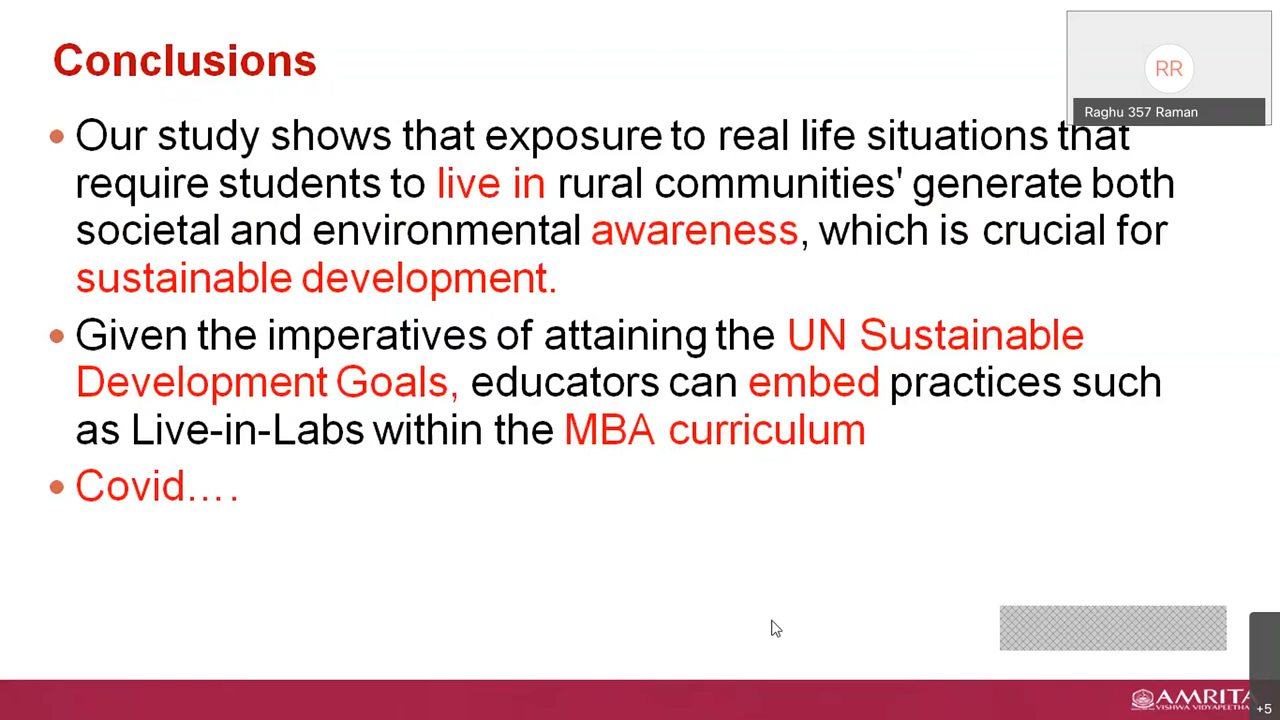 Conclusions
RR
Raghu 357 Raman
• Our study shows that exposure to real life situations that
require students to live in rural communities' generate both
societal and environmental awareness, which is crucial for
sustainable development.
• Given the imperatives of attaining the UN Sustainable
Development Goals, educators can embed practices such
as Live-in-Labs within the MBA curriculum
• Covid….
AMRITA
VISHWA VIDYAPEETHA
+5